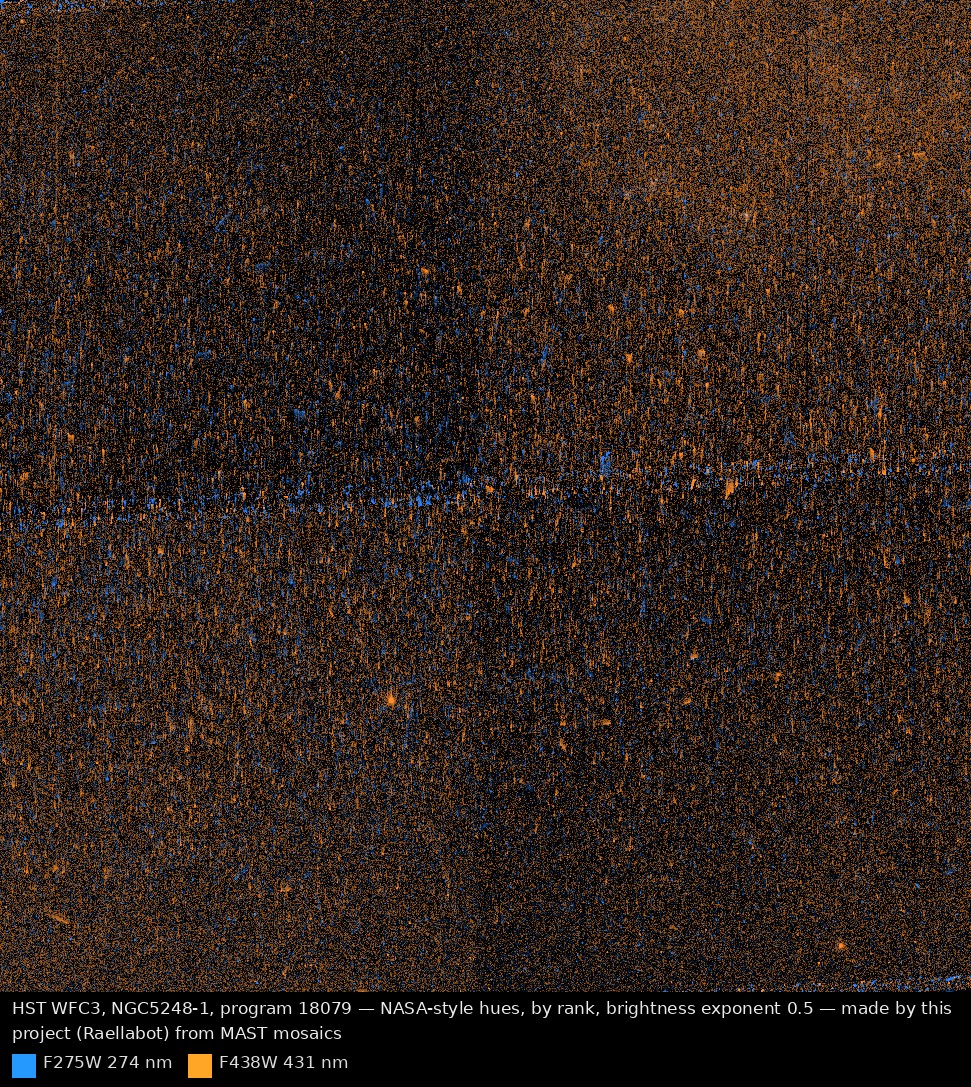 HST WFC3, NGC5248-1, program 18079 — NASA-style hues, by rank, brightness exponent 0.5 — made by this
project (Raellabot) from MAST mosaics
F275W 274 nm F438W 431 nm